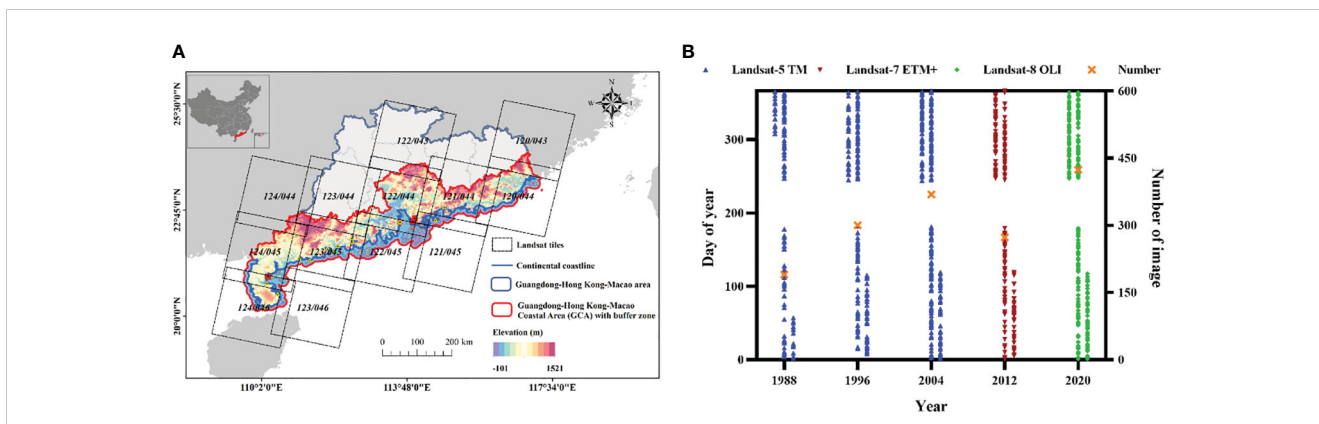 A
B
25°30'N
22°45'N
20°0'N
110°2'0"E
113°48'0"E
117°34'0"E
N
W
E
S
122/043
120/043
124/044
123/044
122/044
121/044
120/044
124/045
123/045
122/045
121/045
124/046
123/046
Landsat tiles
Continental coastline
Guangdong-Hong Kong-Macao area
Guangdong-Hong Kong-Macao
Coastal Area (GCA) with buffer zone
Elevation (m)
-101 1521
0 100 200 km
Landsat-5 TM Landsat-7 ETM+ Landsat-8 OLI Number
Day of year
300
200
100
0
Number of image
600
450
300
150
0
1988 1996 2004 2012 2020
Year